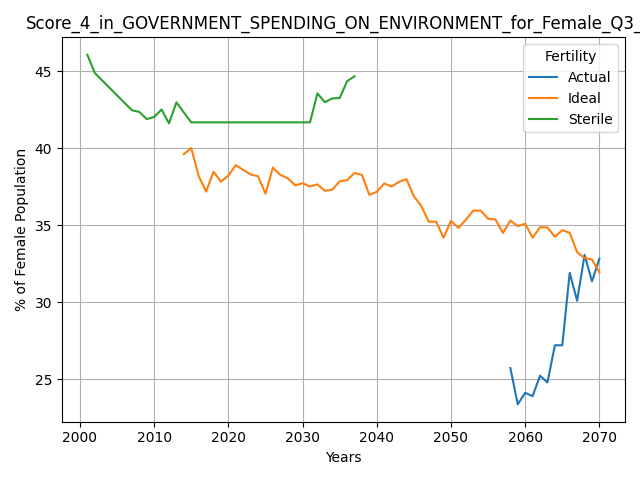 Score_4_in_GOVERNMENT_SPENDING_ON_ENVIRONMENT_for_Female_Q3_
Fertility
Actual
Ideal
Sterile
% of Female Population
45
40
35
30
25
2000 2010 2020 2030 2040 2050 2060 2070
Years